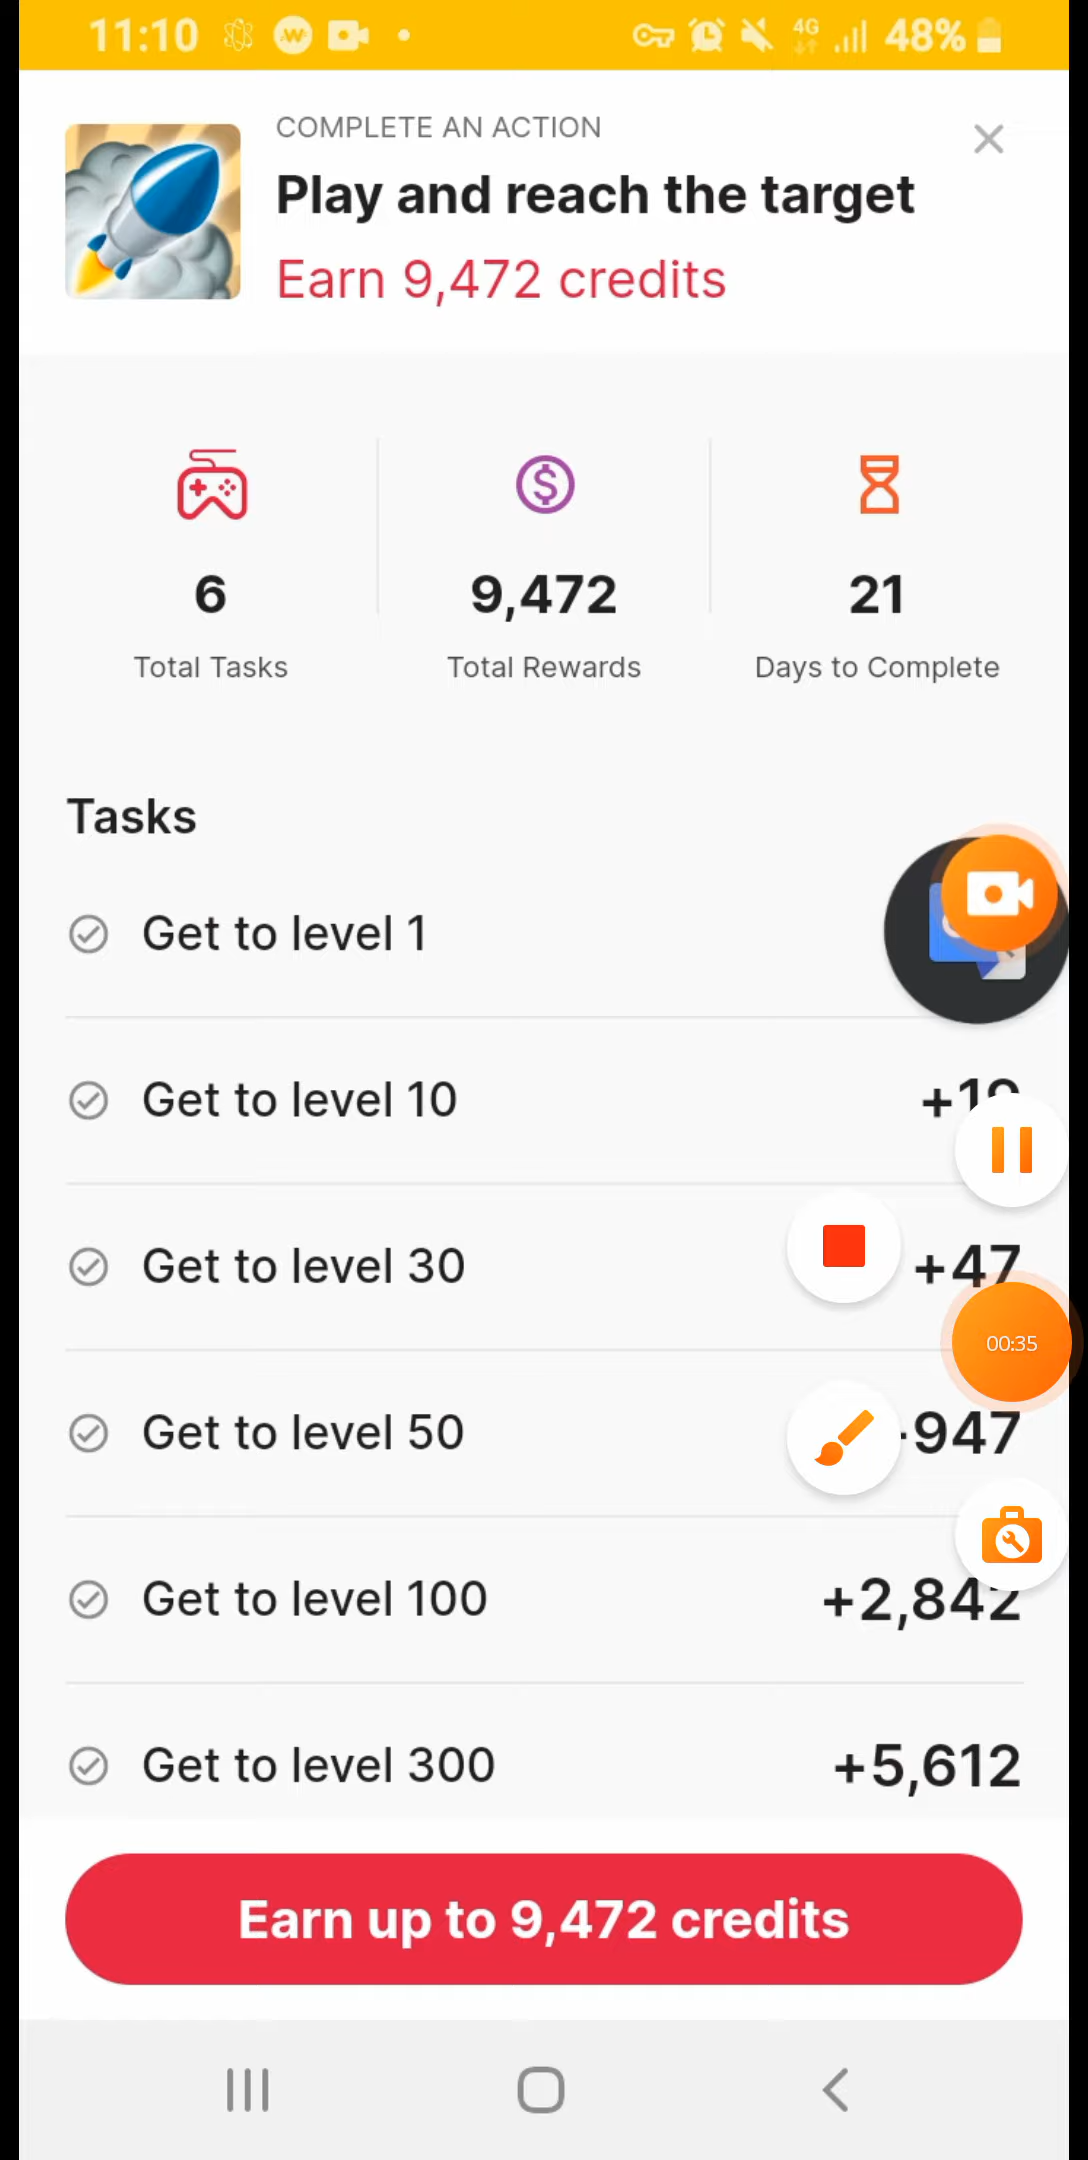 11:10 4G 48%
COMPLETE AN ACTION
Play and reach the target
Earn 9,472 credits
6 9,472 21
Total Tasks Total Rewards Days to Complete
Tasks
Get to level 1
Get to level 10
Get to level 30 +47
00:35
Get to level 50 947
Get to level 100 +2,842
Get to level 300 +5,612
Earn up to 9,472 credits